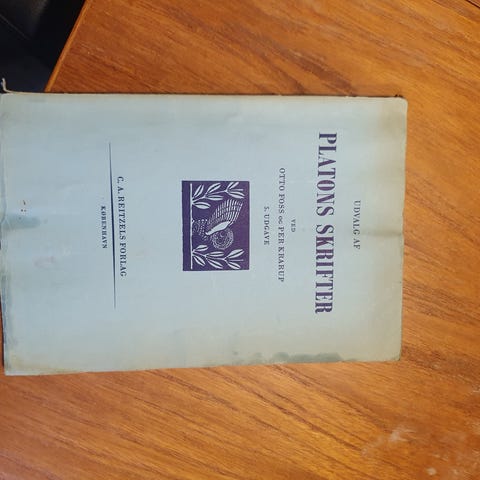 UDVALG AF
PLATONS SKRIFTER
VED
OTTO FOSS OG PER KRARUP
5. UDGAVE
C. A. REITZELS FORLAG
KØBENHAVN